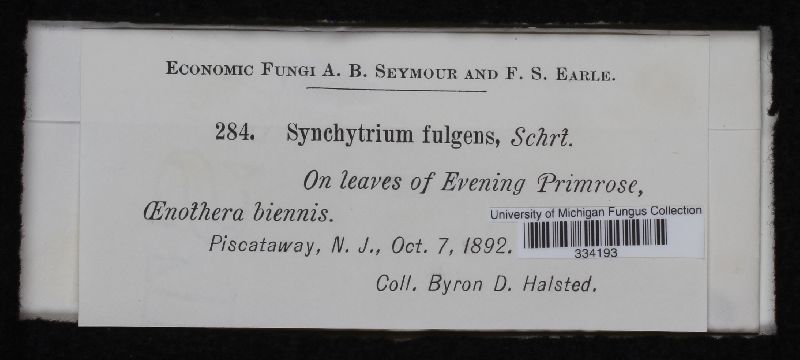 Economic Fungi A. B. Seymour and F. S. Earle.
284. Synchytrium fulgens, Schrt.
On leaves of Evening Primrose,
Œnothera biennis.
University of Michigan Fungus Collection
Piscataway, N. J., Oct. 7, 1892.
334193
Coll. Byron D. Halsted.